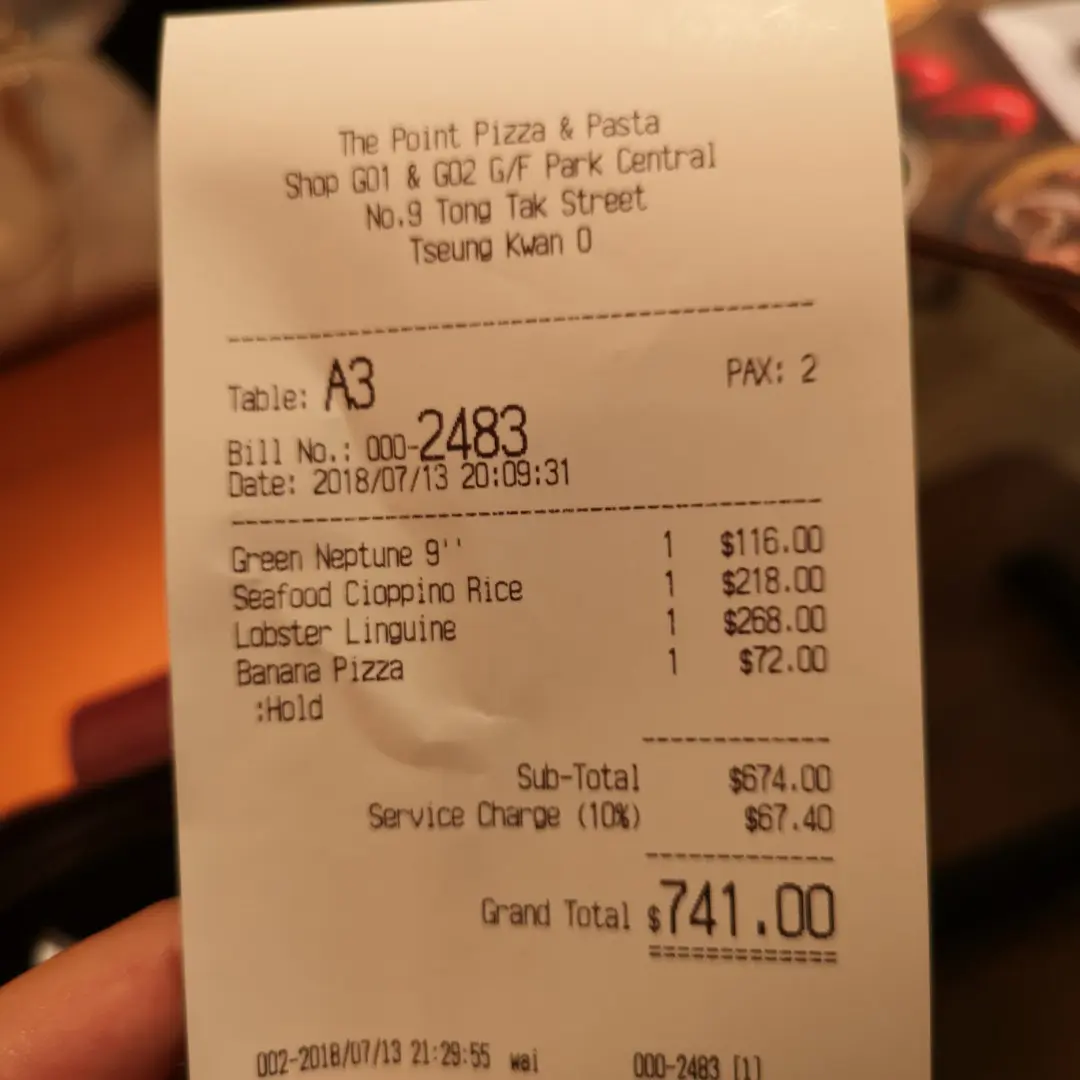 The Point Pizza & Pasta
Shop G01 & G02 G/F Park Central
No.9 Tong Tak Street
Tseung Kwan O
Table: A3 PAX: 2
Bill No.: 000-2483
Date: 2018/07/13 20:09:31
Green Neptune 9'' 1 $116.00
Seafood Cioppino Rice 1 $218.00
Lobster Linguine 1 $268.00
Banana Pizza 1 $72.00
:Hold
Sub-Total $674.00
Service Charge (10%) $67.40
Grand Total $741.00
002-2018/07/13 21:29:55 wai 000-2483 [1]